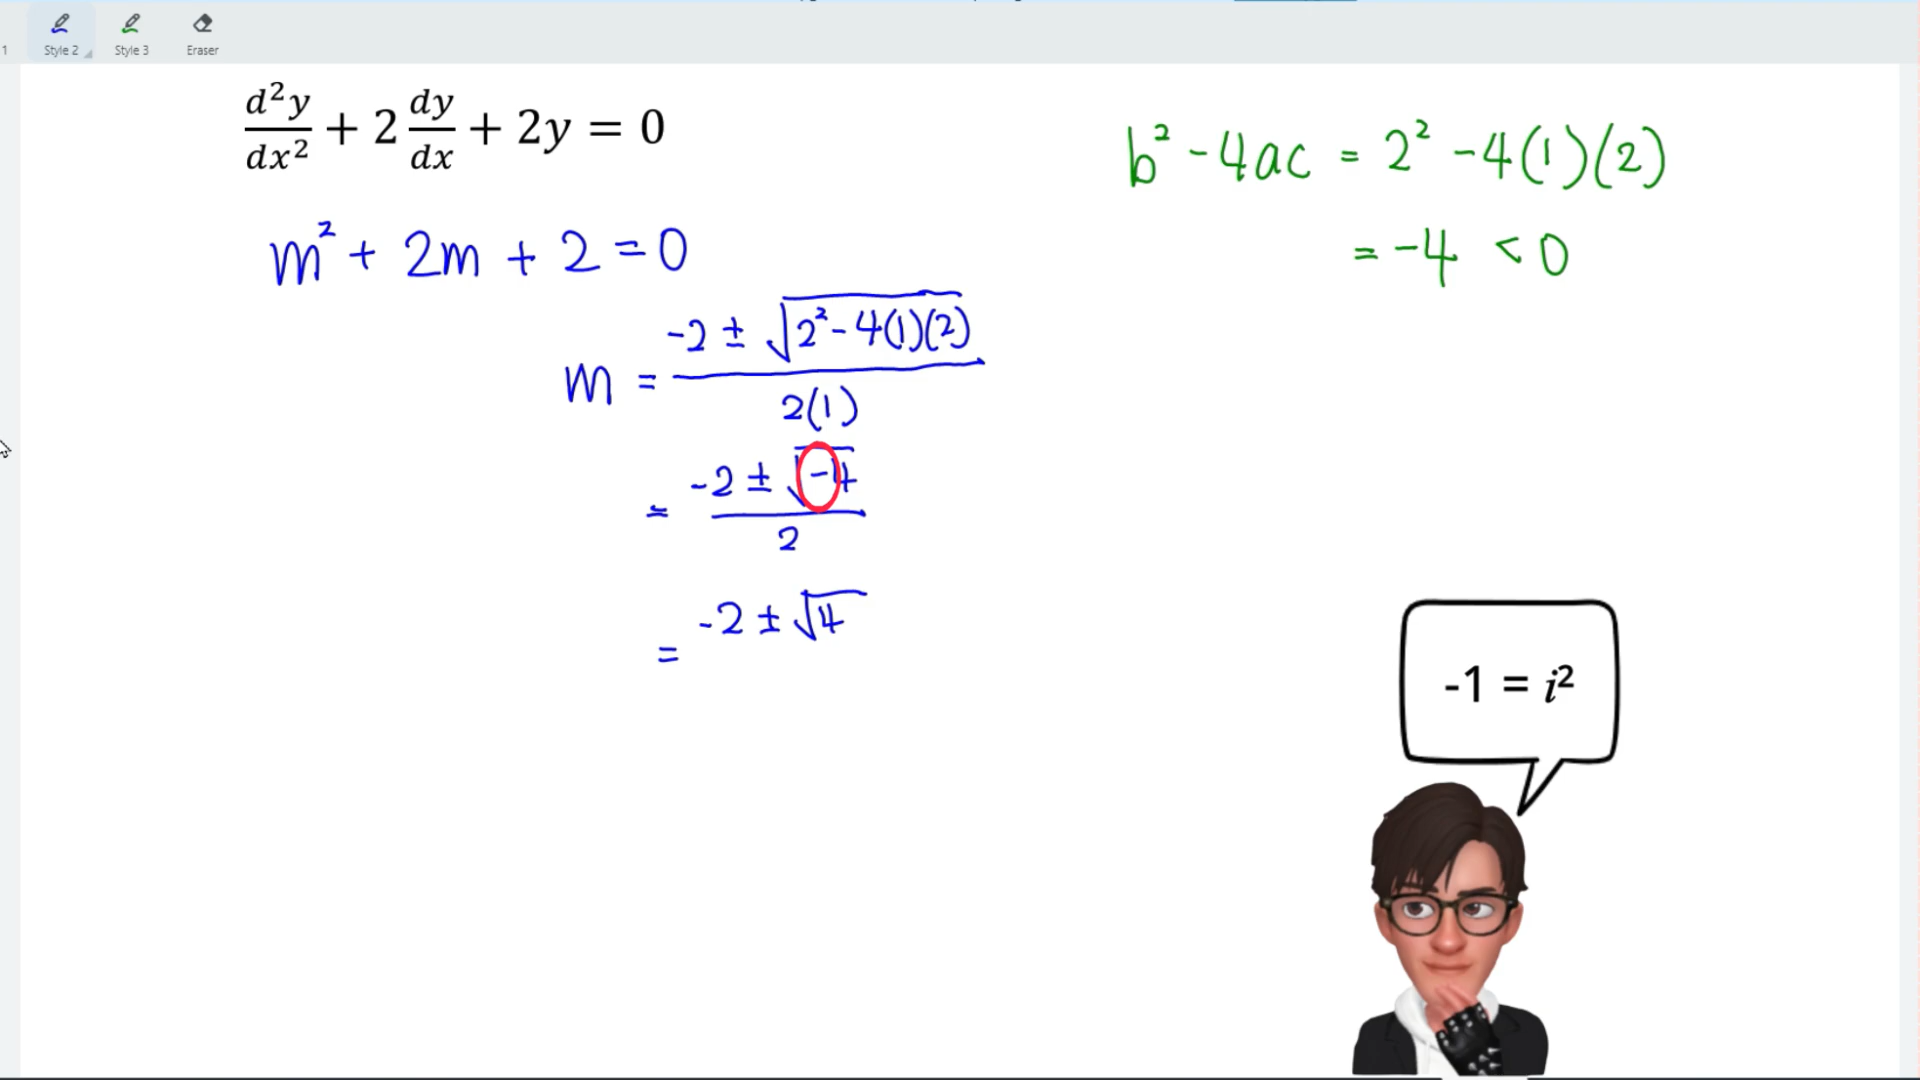 1 Style 2 Style 3 Eraser
d²y/dx² + 2 dy/dx + 2y = 0
b² - 4ac = 2² - 4(1)(2)
= -4 < 0
m² + 2m + 2 = 0
m = (-2 ± √(2² - 4(1)(2)))/2(1)
= (-2 ± √-4)/2
= -2 ± √4
-1 = i²